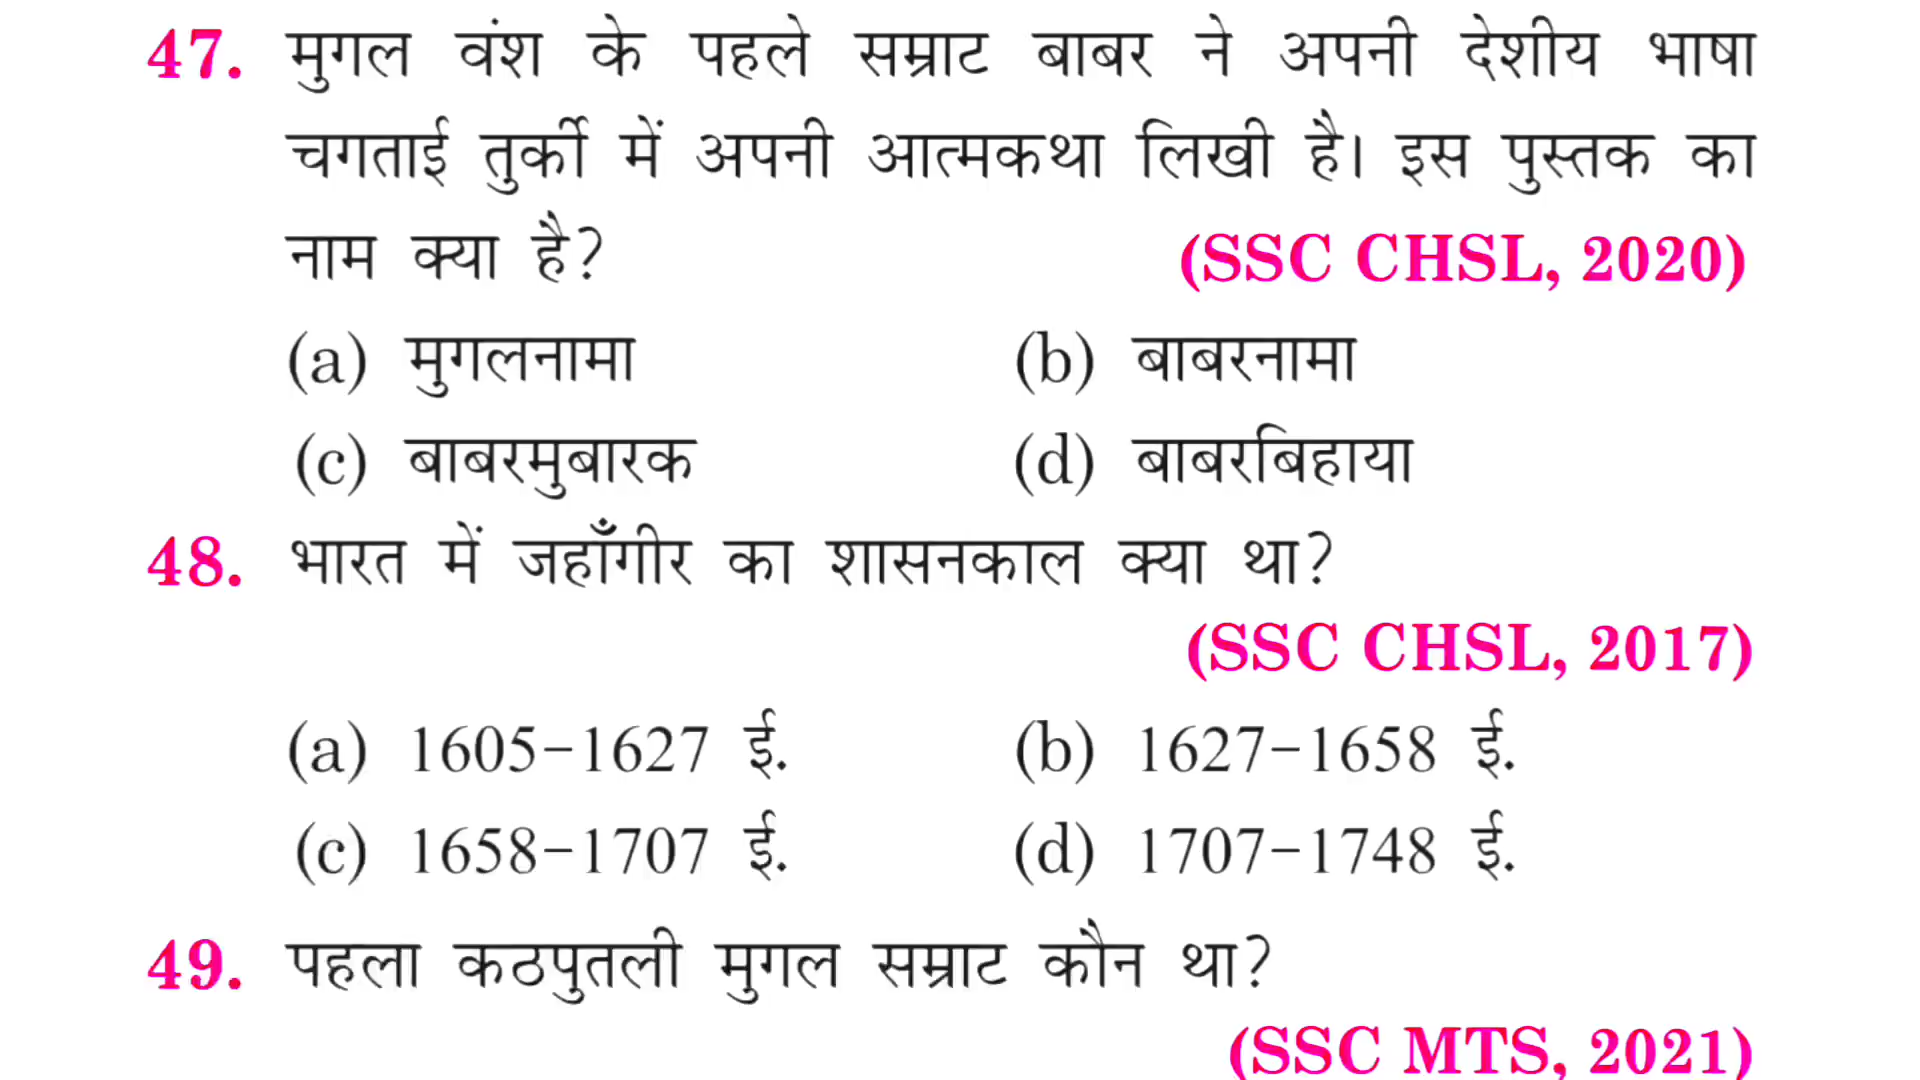 47. मुगल वंश के पहले सम्राट बाबर ने अपनी देशीय भाषा
चगताई तुर्की में अपनी आत्मकथा लिखी है। इस पुस्तक का
नाम क्या है? (SSC CHSL, 2020)
(a) मुगलनामा (b) बाबरनामा
(c) बाबरमुबारक (d) बाबरबिहाया
48. भारत में जहाँगीर का शासनकाल क्या था?
(SSC CHSL, 2017)
(a) 1605-1627 ई. (b) 1627-1658 ई.
(c) 1658-1707 ई. (d) 1707-1748 ई.
49. पहला कठपुतली मुगल सम्राट कौन था?
(SSC MTS, 2021)